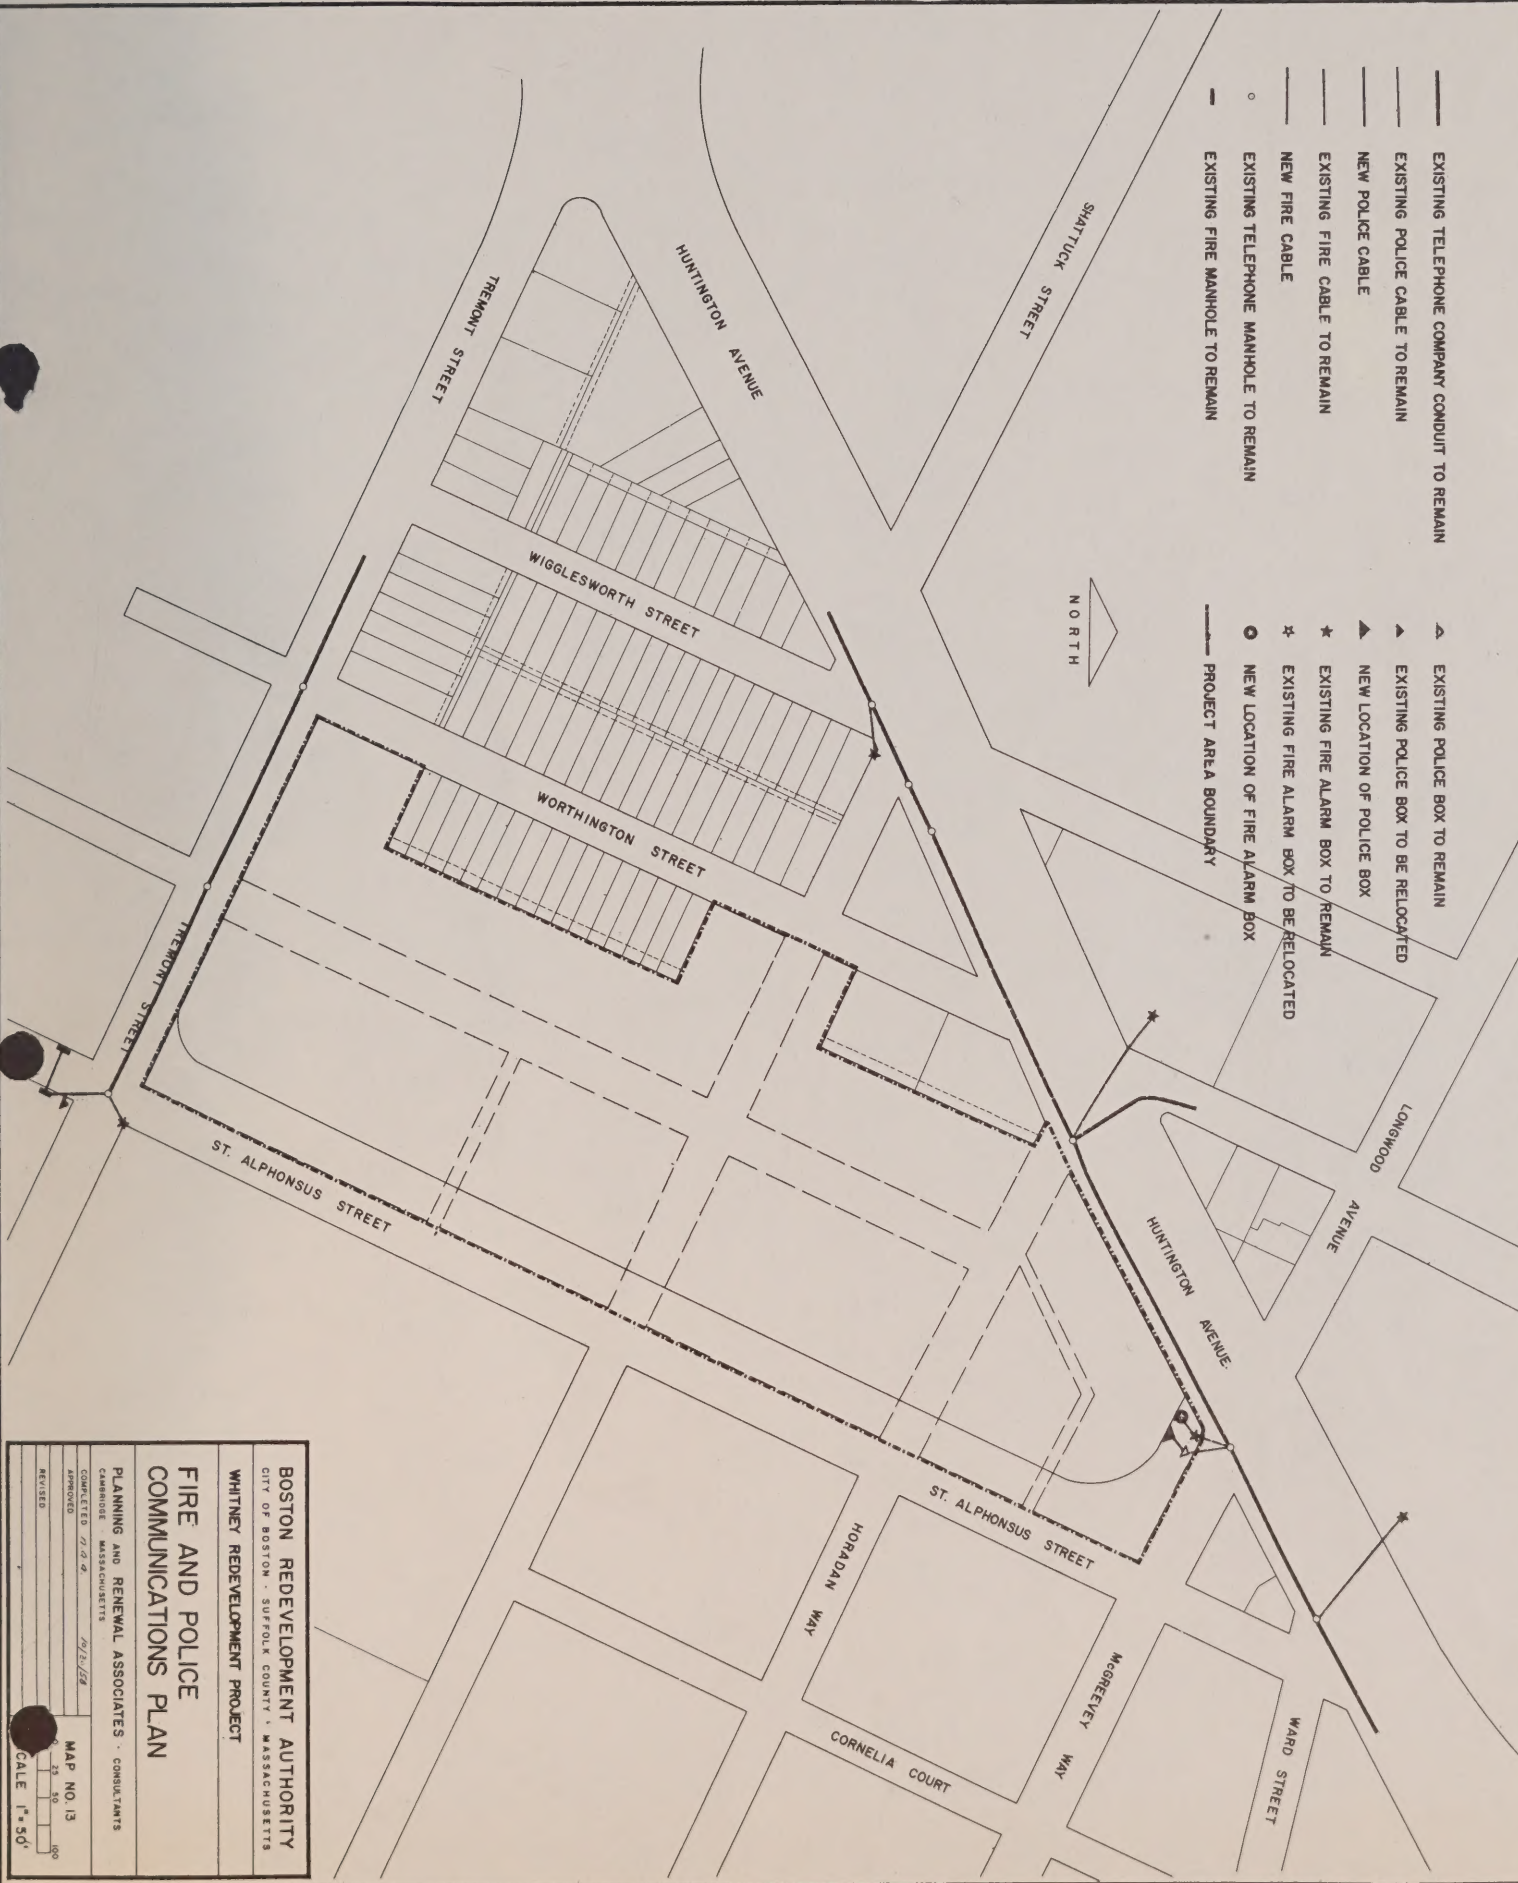 EXISTING TELEPHONE COMPANY CONDUIT TO REMAIN
EXISTING POLICE CABLE TO REMAIN
NEW POLICE CABLE
EXISTING FIRE CABLE TO REMAIN
NEW FIRE CABLE
EXISTING TELEPHONE MANHOLE TO REMAIN
EXISTING FIRE MANHOLE TO REMAIN
EXISTING POLICE BOX TO REMAIN
EXISTING POLICE BOX TO BE RELOCATED
NEW LOCATION OF POLICE BOX
EXISTING FIRE ALARM BOX TO REMAIN
EXISTING FIRE ALARM BOX TO BE RELOCATED
NEW LOCATION OF FIRE ALARM BOX
PROJECT AREA BOUNDARY
NORTH
SHATTUCK STREET
HUNTINGTON AVENUE
TREMONT STREET
WIGGLESWORTH STREET
WORTHINGTON STREET
LONGWOOD AVENUE
HUNTINGTON AVENUE.
TREMONT STREET
ST. ALPHONSUS STREET
ST. ALPHONSUS STREET
HORADAN WAY
McGREEVEY WAY
WARD STREET
CORNELIA COURT
BOSTON REDEVELOPMENT AUTHORITY
CITY OF BOSTON · SUFFOLK COUNTY · MASSACHUSETTS
WHITNEY REDEVELOPMENT PROJECT
FIRE AND POLICE
COMMUNICATIONS PLAN
PLANNING AND RENEWAL ASSOCIATES · CONSULTANTS
CAMBRIDGE · MASSACHUSETTS
COMPLETED
APPROVED
REVISED
MAP NO. 13
25 50 100
CALE 1"=50'